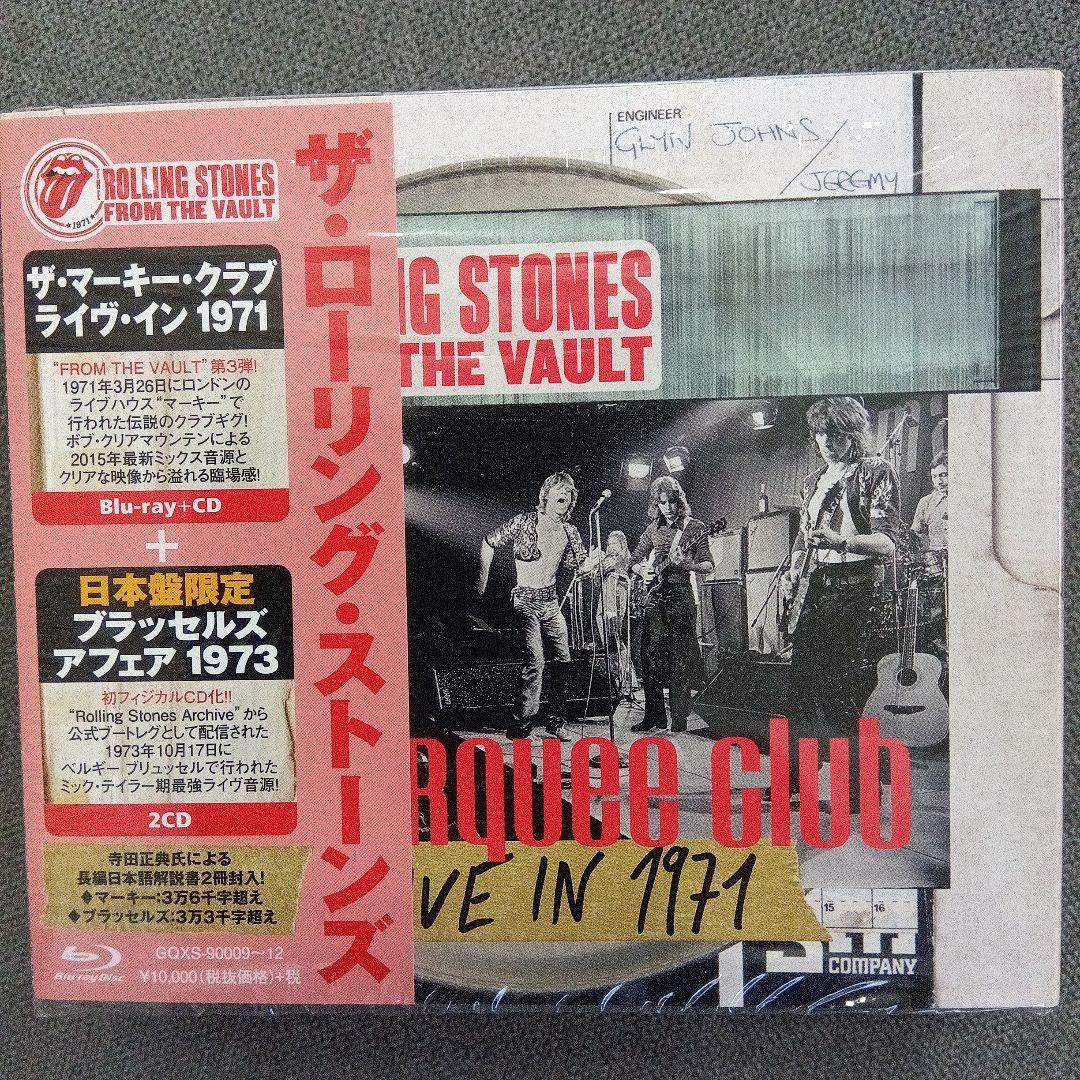 THE
ROLLING STONES
FROM THE VAULT
★1971★
ザ・マーキー・クラブ
ライヴ・イン 1971
“FROM THE VAULT”第3弾!
1971年3月26日にロンドンの
ライブハウス“マーキー”で
行われた伝説のクラブギグ!
ボブ・クリアマウンテンによる
2015年最新ミックス音源と
クリアな映像から溢れる臨場感!
Blu-ray+CD
+
日本盤限定
ブラッセルズ
アフェア 1973
初フィジカルCD化!!
“Rolling Stones Archive”から
公式ブートレグとして配信された
1973年10月17日に
ベルギー ブリュッセルで行われた
ミック・テイラー期最強ライヴ音源!
2CD
寺田正典氏による
長編日本語解説書2冊封入!
◆マーキー:3万6千字超え
◆ブラッセルズ:3万3千字超え
Blu-ray Disc
GQXS-90009〜12
¥10,000(税抜価格)+税
ザ・ローリング・ストーンズ
ENGINEER
GLYN JOHNS/
JEREMY
NG STONES
THE VAULT
rquee club
VE IN 1971
15 16
COMPANY